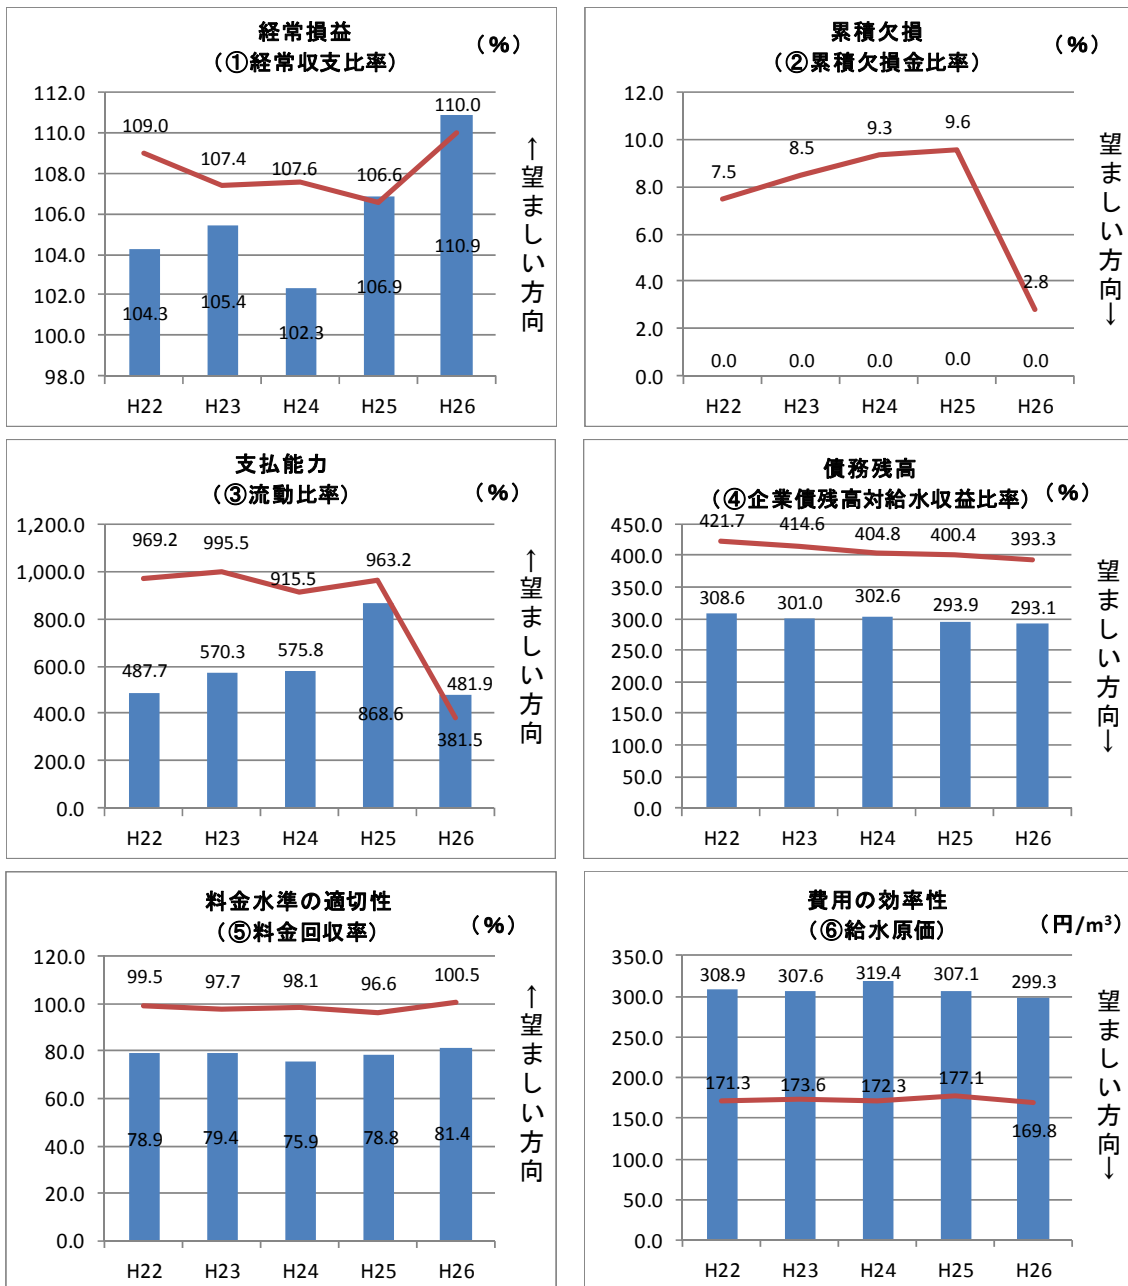 経常損益
（①経常収支比率）
（%）
112.0
110.0
108.0
106.0
104.0
102.0
100.0
98.0
109.0
107.4
107.6
106.6
110.0
104.3
105.4
102.3
106.9
110.9
H22
H23
H24
H25
H26
↑望ましい方向
累積欠損
（②累積欠損金比率）
（%）
12.0
10.0
8.0
6.0
4.0
2.0
0.0
7.5
8.5
9.3
9.6
2.8
0.0
0.0
0.0
0.0
0.0
H22
H23
H24
H25
H26
望ましい方向↓
支払能力
（③流動比率）
（%）
1,200.0
1,000.0
800.0
600.0
400.0
200.0
0.0
969.2
995.5
915.5
963.2
381.5
487.7
570.3
575.8
868.6
481.9
H22
H23
H24
H25
H26
↑望ましい方向
債務残高
（④企業債残高対給水収益比率）
（%）
450.0
400.0
350.0
300.0
250.0
200.0
150.0
100.0
50.0
0.0
421.7
414.6
404.8
400.4
393.3
308.6
301.0
302.6
293.9
293.1
H22
H23
H24
H25
H26
望ましい方向↓
料金水準の適切性
（⑤料金回収率）
（%）
120.0
100.0
80.0
60.0
40.0
20.0
0.0
99.5
97.7
98.1
96.6
100.5
78.9
79.4
75.9
78.8
81.4
H22
H23
H24
H25
H26
↑望ましい方向
費用の効率性
（⑥給水原価）
（円/m³）
350.0
300.0
250.0
200.0
150.0
100.0
50.0
0.0
308.9
307.6
319.4
307.1
299.3
171.3
173.6
172.3
177.1
169.8
H22
H23
H24
H25
H26
望ましい方向↓